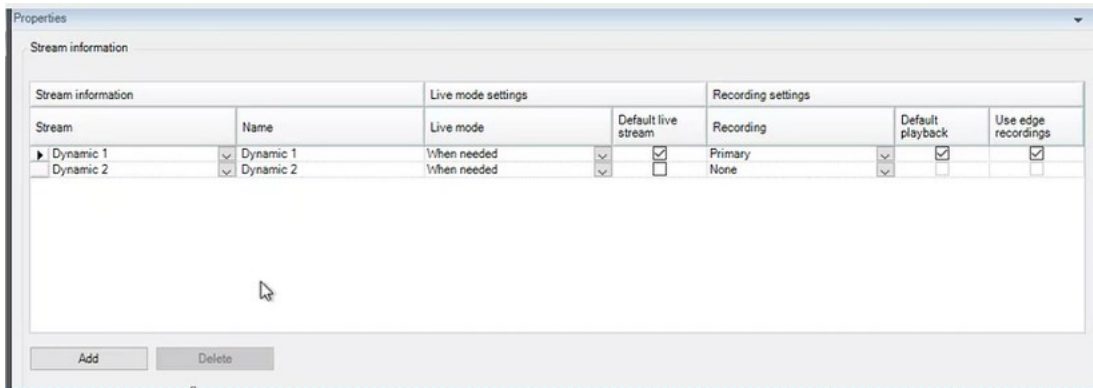 Properties
Stream information
Stream information Live mode settings Recording settings
Stream Name Live mode Default live stream Recording Default playback Use edge recordings
Dynamic 1 Dynamic 1 When needed Primary
Dynamic 2 Dynamic 2 When needed None
Add Delete